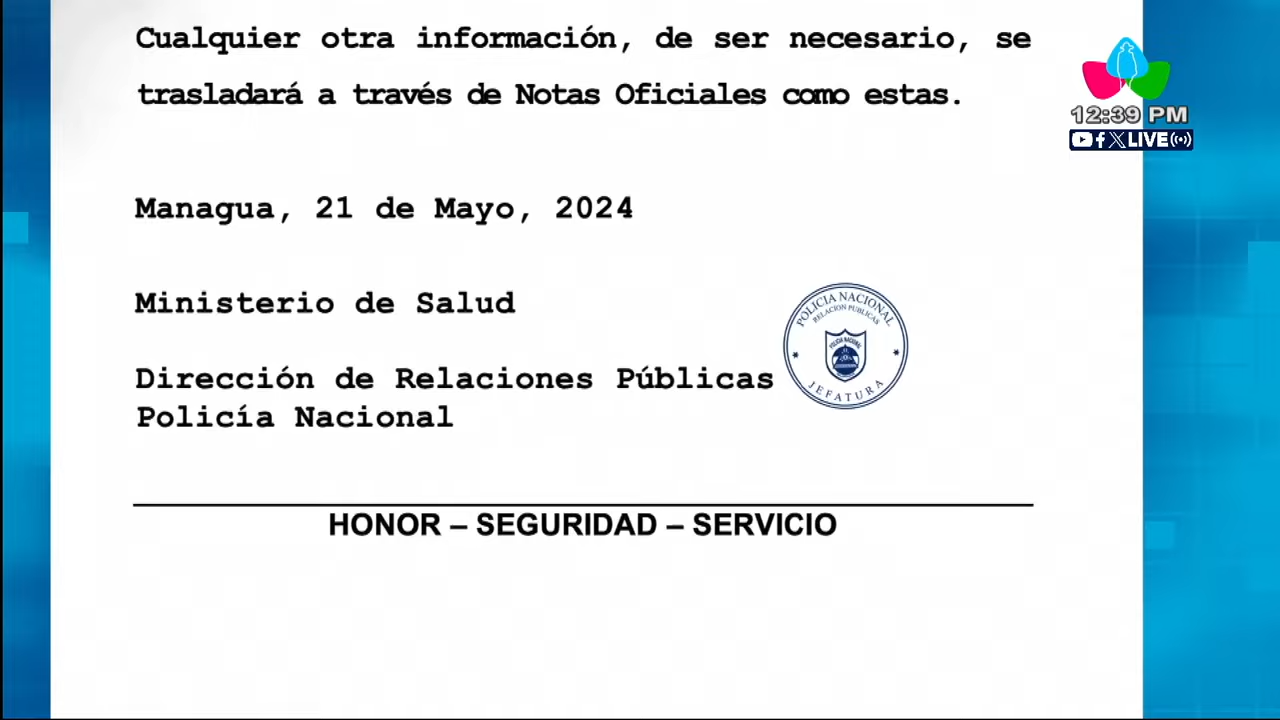 Cualquier otra información, de ser necesario, se
trasladará a través de Notas Oficiales como estas.
12:39 PM
LIVE
Managua, 21 de Mayo, 2024
Ministerio de Salud
POLICIA NACIONAL
RELACION PUBLICAS
POLICIA NACIONAL
JEFATURA
Dirección de Relaciones Públicas
Policía Nacional
HONOR – SEGURIDAD – SERVICIO